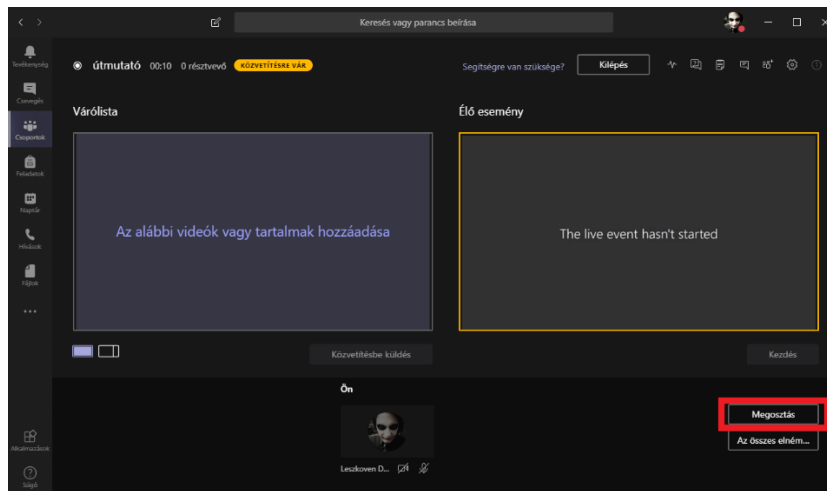 Keresés vagy parancs beírása
Tevékenység
Csevegés
Csoportok
Feladatok
Naptár
Hívások
Fájlok
Alkalmazások
Súgó
útmutató 00:10 0 résztvevő KÖZVETÍTÉSRE VÁR
Segítségre van szüksége? Kilépés
Várólista
Élő esemény
Az alábbi videók vagy tartalmak hozzáadása
The live event hasn't started
Közvetítésbe küldés
Kezdés
Ön
Leszkoven D...
Megosztás
Az összes elném...